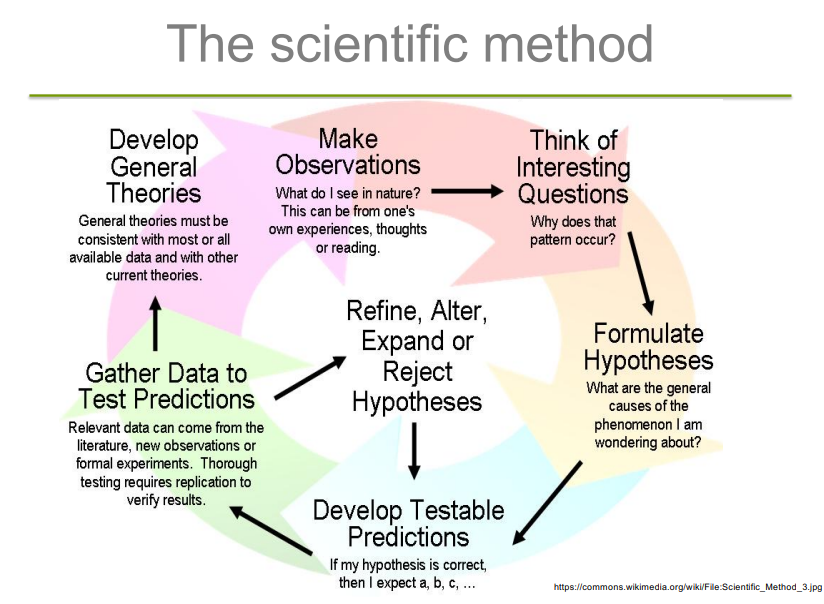 The scientific method
Make
Observations
What do I see in nature?
This can be from one's
own experiences, thoughts
or reading.
Think of
Interesting
Questions
Why does that
pattern occur?
Formulate
Hypotheses
What are the general
causes of the
phenomenon I am
wondering about?
Develop Testable
Predictions
If my hypothesis is correct,
then I expect a, b, c, ...
Gather Data to
Test Predictions
Relevant data can come from the
literature, new observations or
formal experiments. Thorough
testing requires replication to
verify results.
Refine, Alter,
Expand or
Reject
Hypotheses
Develop
General
Theories
General theories must be
consistent with most or all
available data and with other
current theories.
https://commons.wikimedia.org/wiki/File:Scientific_Method_3.jpg